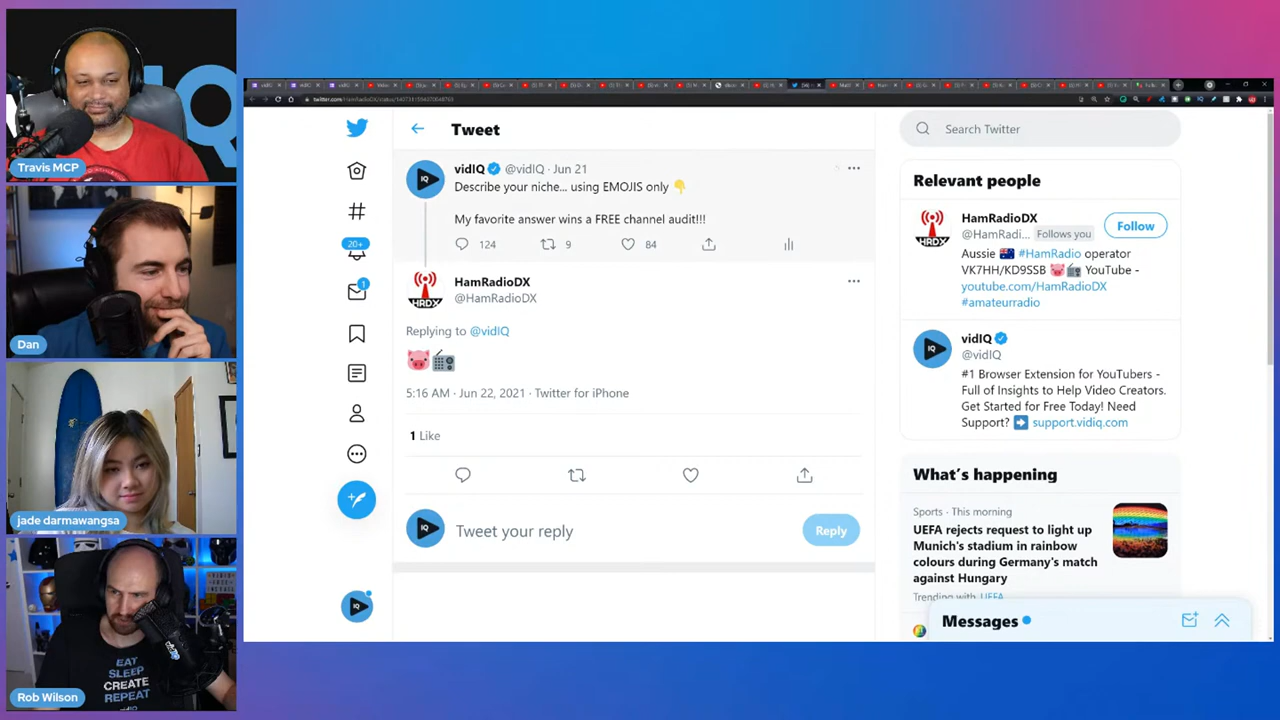 Travis MCP
Dan
jade darmawangsa
EAT
SLEEP
CREATE
REPEAT
Rob Wilson
Tweet
vidIQ @vidIQ · Jun 21
Describe your niche... using EMOJIS only 👇
My favorite answer wins a FREE channel audit!!!
124 9 84
HamRadioDX
@HamRadioDX
HRDX
Replying to @vidIQ
🐷📻
5:16 AM · Jun 22, 2021 · Twitter for iPhone
1 Like
Tweet your reply
Reply
20+
1
Search Twitter
Relevant people
HRDX
HamRadioDX
@HamRadi... Follows you
Follow
Aussie 🇦🇺 #HamRadio operator
VK7HH/KD9SSB 🐷📻 YouTube -
youtube.com/HamRadioDX
#amateurradio
vidIQ
@vidIQ
#1 Browser Extension for YouTubers -
Full of Insights to Help Video Creators.
Get Started for Free Today! Need
Support? ➡️ support.vidiq.com
What's happening
Sports · This morning
UEFA rejects request to light up
Munich's stadium in rainbow
colours during Germany's match
against Hungary
Trending with UEFA
Messages